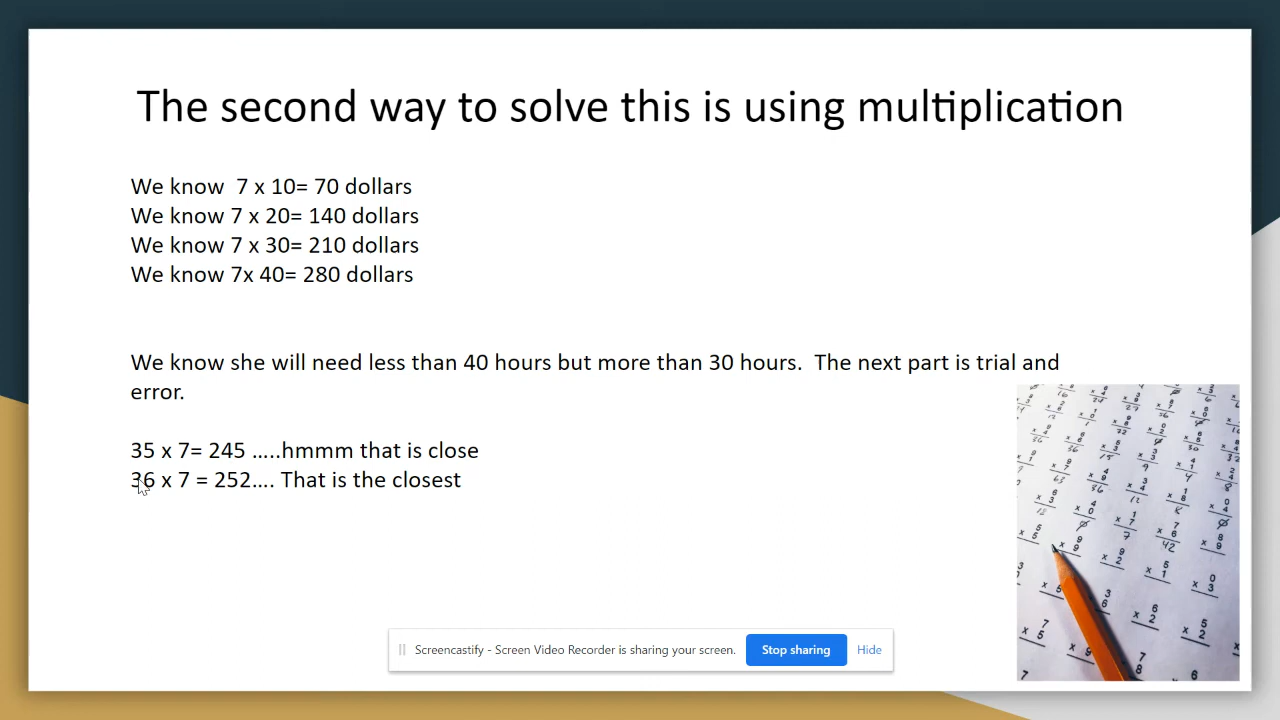 The second way to solve this is using multiplication
We know  7 x 10= 70 dollars
We know 7 x 20= 140 dollars
We know 7 x 30= 210 dollars
We know 7x 40= 280 dollars
We know she will need less than 40 hours but more than 30 hours.  The next part is trial and
error.
35 x 7= 245 .....hmmm that is close
36 x 7 = 252.... That is the closest
Screencastify - Screen Video Recorder is sharing your screen. Stop sharing Hide